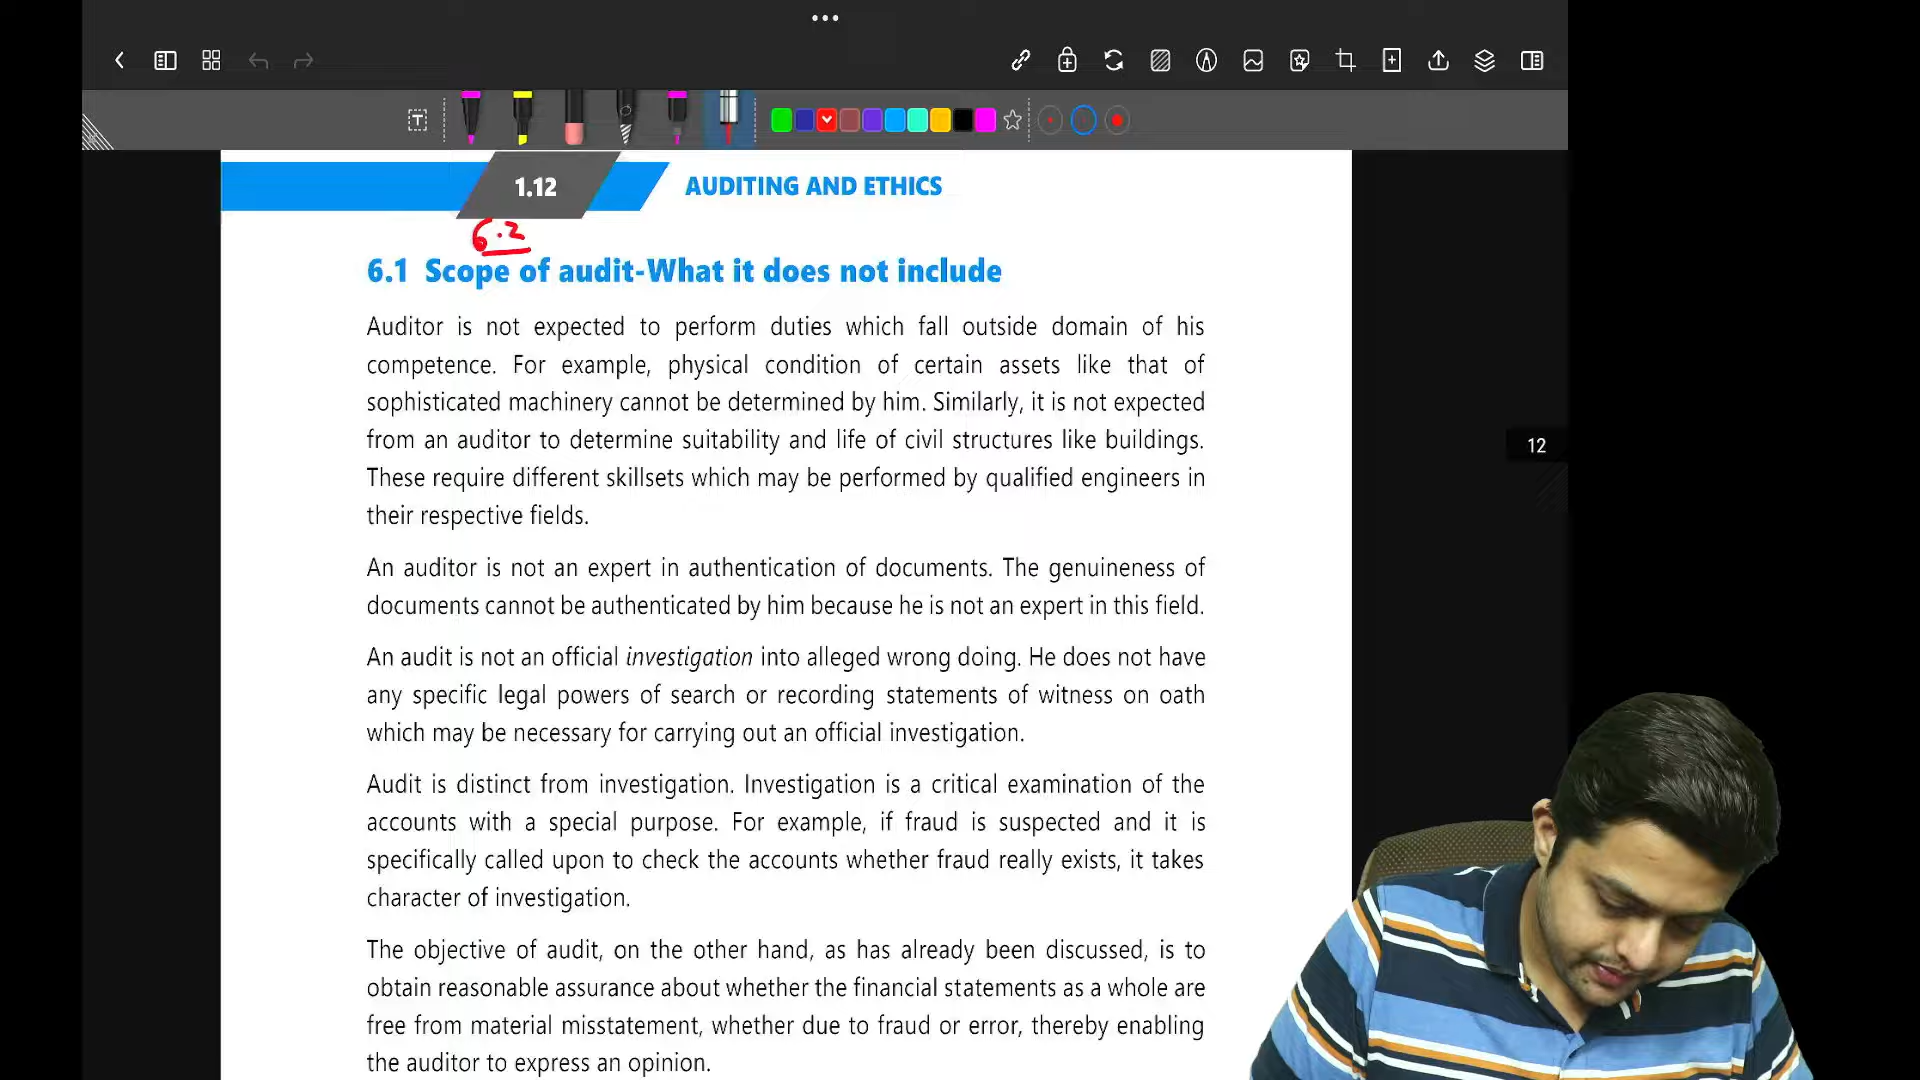 1.12
AUDITING AND ETHICS
6.2
6.1 Scope of audit-What it does not include
Auditor is not expected to perform duties which fall outside domain of his
competence. For example, physical condition of certain assets like that of
sophisticated machinery cannot be determined by him. Similarly, it is not expected
from an auditor to determine suitability and life of civil structures like buildings.
These require different skillsets which may be performed by qualified engineers in
their respective fields.
An auditor is not an expert in authentication of documents. The genuineness of
documents cannot be authenticated by him because he is not an expert in this field.
An audit is not an official investigation into alleged wrong doing. He does not have
any specific legal powers of search or recording statements of witness on oath
which may be necessary for carrying out an official investigation.
Audit is distinct from investigation. Investigation is a critical examination of the
accounts with a special purpose. For example, if fraud is suspected and it is
specifically called upon to check the accounts whether fraud really exists, it takes
character of investigation.
The objective of audit, on the other hand, as has already been discussed, is to
obtain reasonable assurance about whether the financial statements as a whole are
free from material misstatement, whether due to fraud or error, thereby enabling
the auditor to express an opinion.
12